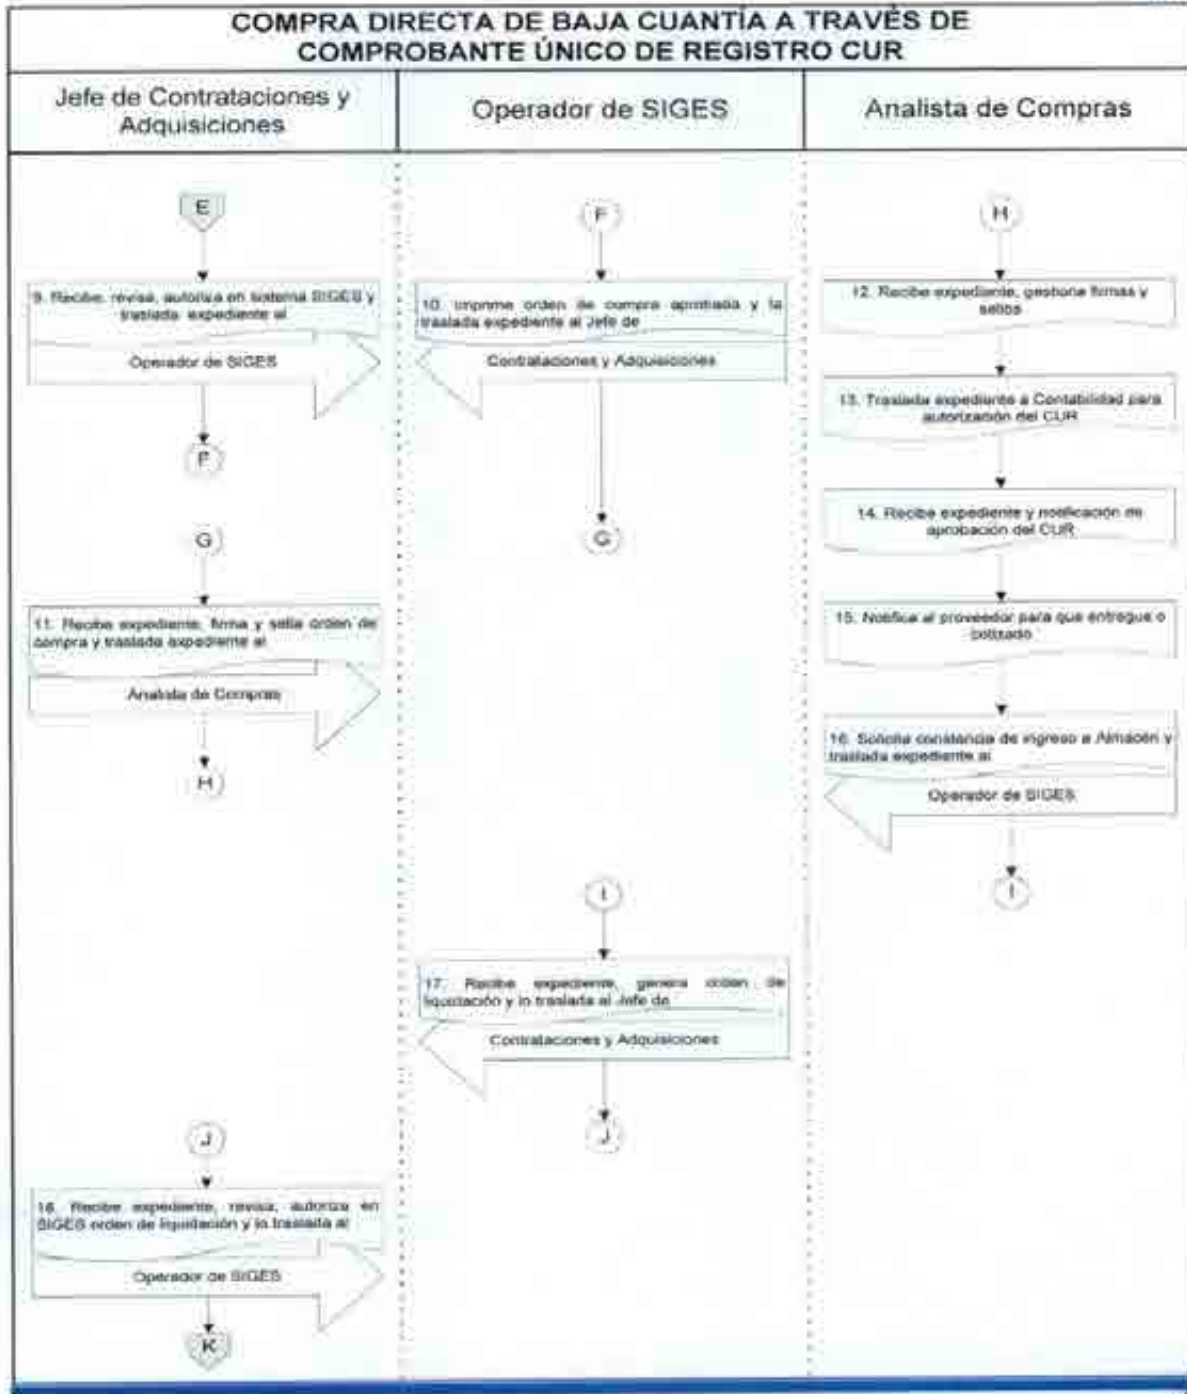 COMPRA DIRECTA DE BAJA CUANTÍA A TRAVÉS DE
COMPROBANTE ÚNICO DE REGISTRO CUR
Jefe de Contrataciones y
Adquisiciones
Operador de SIGES
Analista de Compras
E
9. Recibe, revisa, autoriza en sistema SIGES y
traslada expediente al
Operador de SIGES
F
G
11. Recibe expediente, firma y sella orden de
compra y traslada expediente al
Analista de Compras
H
J
18. Recibe expediente, revisa, autoriza en
SIGES orden de liquidación y lo traslada al
Operador de SIGES
K
F
10. Imprime orden de compra aprobada y la
traslada expediente al Jefe de
Contrataciones y Adquisiciones
G
I
17. Recibe expediente, genera orden de
liquidación y lo traslada al Jefe de
Contrataciones y Adquisiciones
J
H
12. Recibe expediente, gestiona firmas y
sellos
13. Traslada expediente a Contabilidad para
autorización del CUR
14. Recibe expediente y notificación de
aprobación del CUR
15. Notifica al proveedor para que entregue o
cotizado
16. Solicita constancia de ingreso a Almacén y
traslada expediente al
Operador de SIGES
I